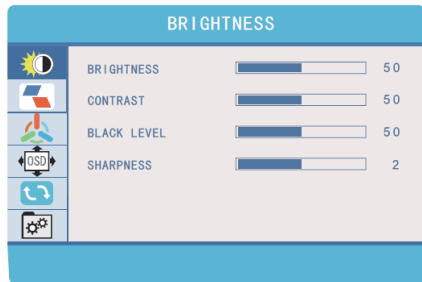 BRIGHTNESS
BRIGHTNESS 50
CONTRAST 50
BLACK LEVEL 50
SHARPNESS 2
OSD